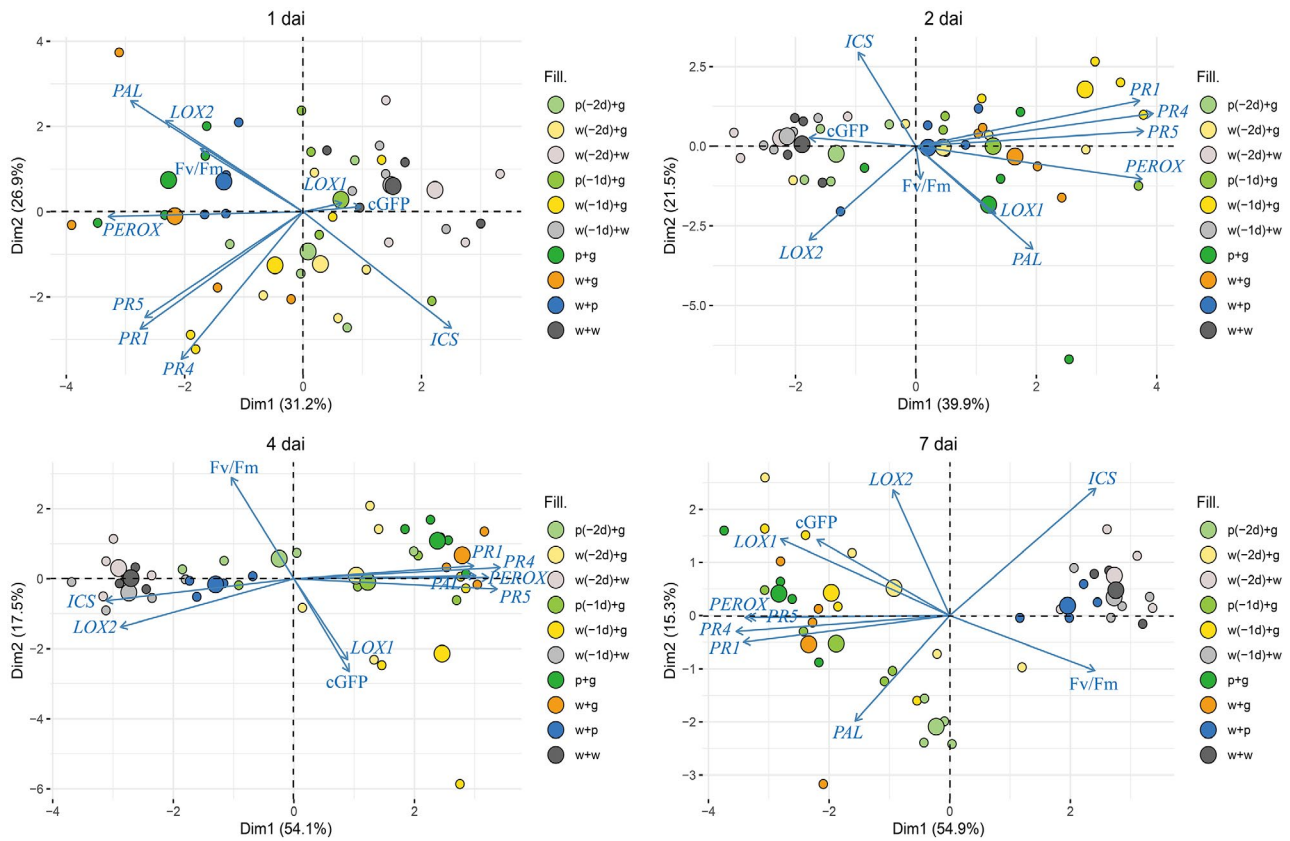 1 dai
4
2
0
−2
PAL
LOX2
Fv/Fm
LOX1
cGFP
PEROX
PR5
PR1
PR4
ICS
−4
−2
0
2
Dim1 (31.2%)
Dim2 (26.9%)
Fill.
p(−2d)+g
w(−2d)+g
w(−2d)+w
p(−1d)+g
w(−1d)+g
w(−1d)+w
p+g
w+g
w+p
w+w
2 dai
2.5
0.0
−2.5
−5.0
ICS
PR1
PR4
PR5
cGFP
PEROX
Fv/Fm
LOX1
LOX2
PAL
−2
0
2
4
Dim1 (39.9%)
Dim2 (21.5%)
Fill.
p(−2d)+g
w(−2d)+g
w(−2d)+w
p(−1d)+g
w(−1d)+g
w(−1d)+w
p+g
w+g
w+p
w+w
4 dai
2
0
−2
−4
−6
Fv/Fm
PR1
PR4
PAL
PEROX
PR5
ICS
LOX2
LOX1
cGFP
−4
−2
0
2
4
Dim1 (54.1%)
Dim2 (17.5%)
Fill.
p(−2d)+g
w(−2d)+g
w(−2d)+w
p(−1d)+g
w(−1d)+g
w(−1d)+w
p+g
w+g
w+p
w+w
7 dai
2
1
0
−1
−2
−3
LOX2
ICS
cGFP
LOX1
PEROX
PR5
PR4
PR1
Fv/Fm
PAL
−4
−2
0
2
Dim1 (54.9%)
Dim2 (15.3%)
Fill.
p(−2d)+g
w(−2d)+g
w(−2d)+w
p(−1d)+g
w(−1d)+g
w(−1d)+w
p+g
w+g
w+p
w+w